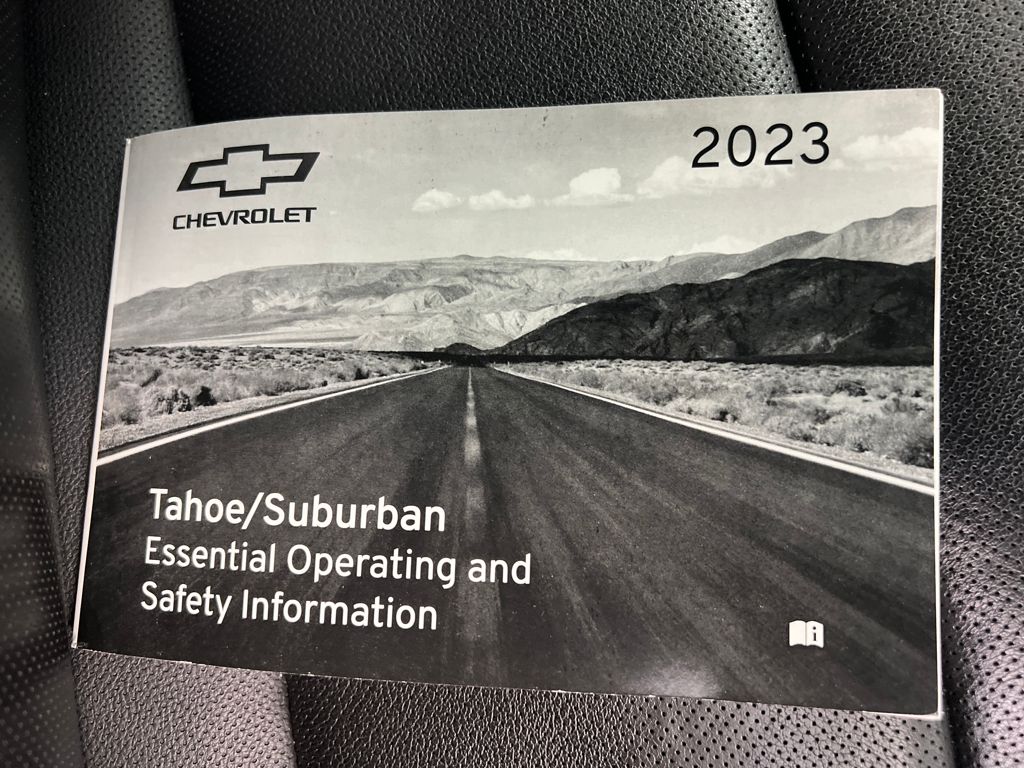 CHEVROLET
2023
Tahoe/Suburban
Essential Operating and
Safety Information
i